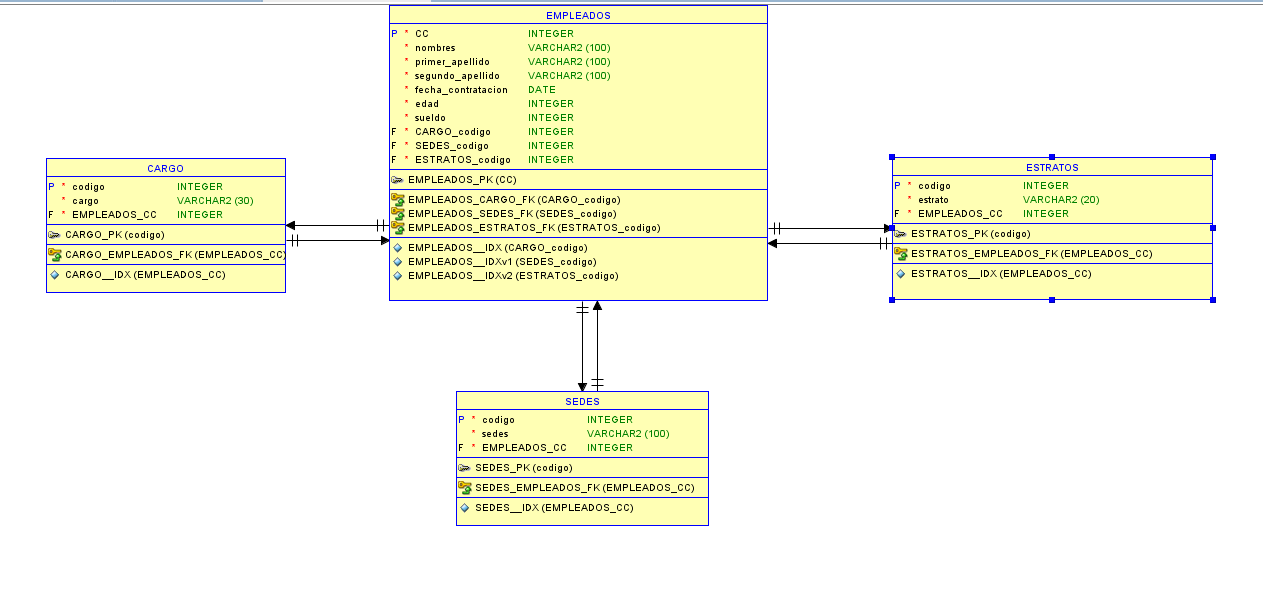 EMPLEADOS
P * CC INTEGER
* nombres VARCHAR2 (100)
* primer_apellido VARCHAR2 (100)
* segundo_apellido VARCHAR2 (100)
* fecha_contratacion DATE
* edad INTEGER
* sueldo INTEGER
F * CARGO_codigo INTEGER
F * SEDES_codigo INTEGER
F * ESTRATOS_codigo INTEGER
EMPLEADOS_PK (CC)
EMPLEADOS_CARGO_FK (CARGO_codigo)
EMPLEADOS_SEDES_FK (SEDES_codigo)
EMPLEADOS_ESTRATOS_FK (ESTRATOS_codigo)
EMPLEADOS__IDX (CARGO_codigo)
EMPLEADOS__IDXv1 (SEDES_codigo)
EMPLEADOS__IDXv2 (ESTRATOS_codigo)
CARGO
P * codigo INTEGER
* cargo VARCHAR2 (30)
F * EMPLEADOS_CC INTEGER
CARGO_PK (codigo)
CARGO_EMPLEADOS_FK (EMPLEADOS_CC)
CARGO__IDX (EMPLEADOS_CC)
ESTRATOS
P * codigo INTEGER
* estrato VARCHAR2 (20)
F * EMPLEADOS_CC INTEGER
ESTRATOS_PK (codigo)
ESTRATOS_EMPLEADOS_FK (EMPLEADOS_CC)
ESTRATOS__IDX (EMPLEADOS_CC)
SEDES
P * codigo INTEGER
* sedes VARCHAR2 (100)
F * EMPLEADOS_CC INTEGER
SEDES_PK (codigo)
SEDES_EMPLEADOS_FK (EMPLEADOS_CC)
SEDES__IDX (EMPLEADOS_CC)